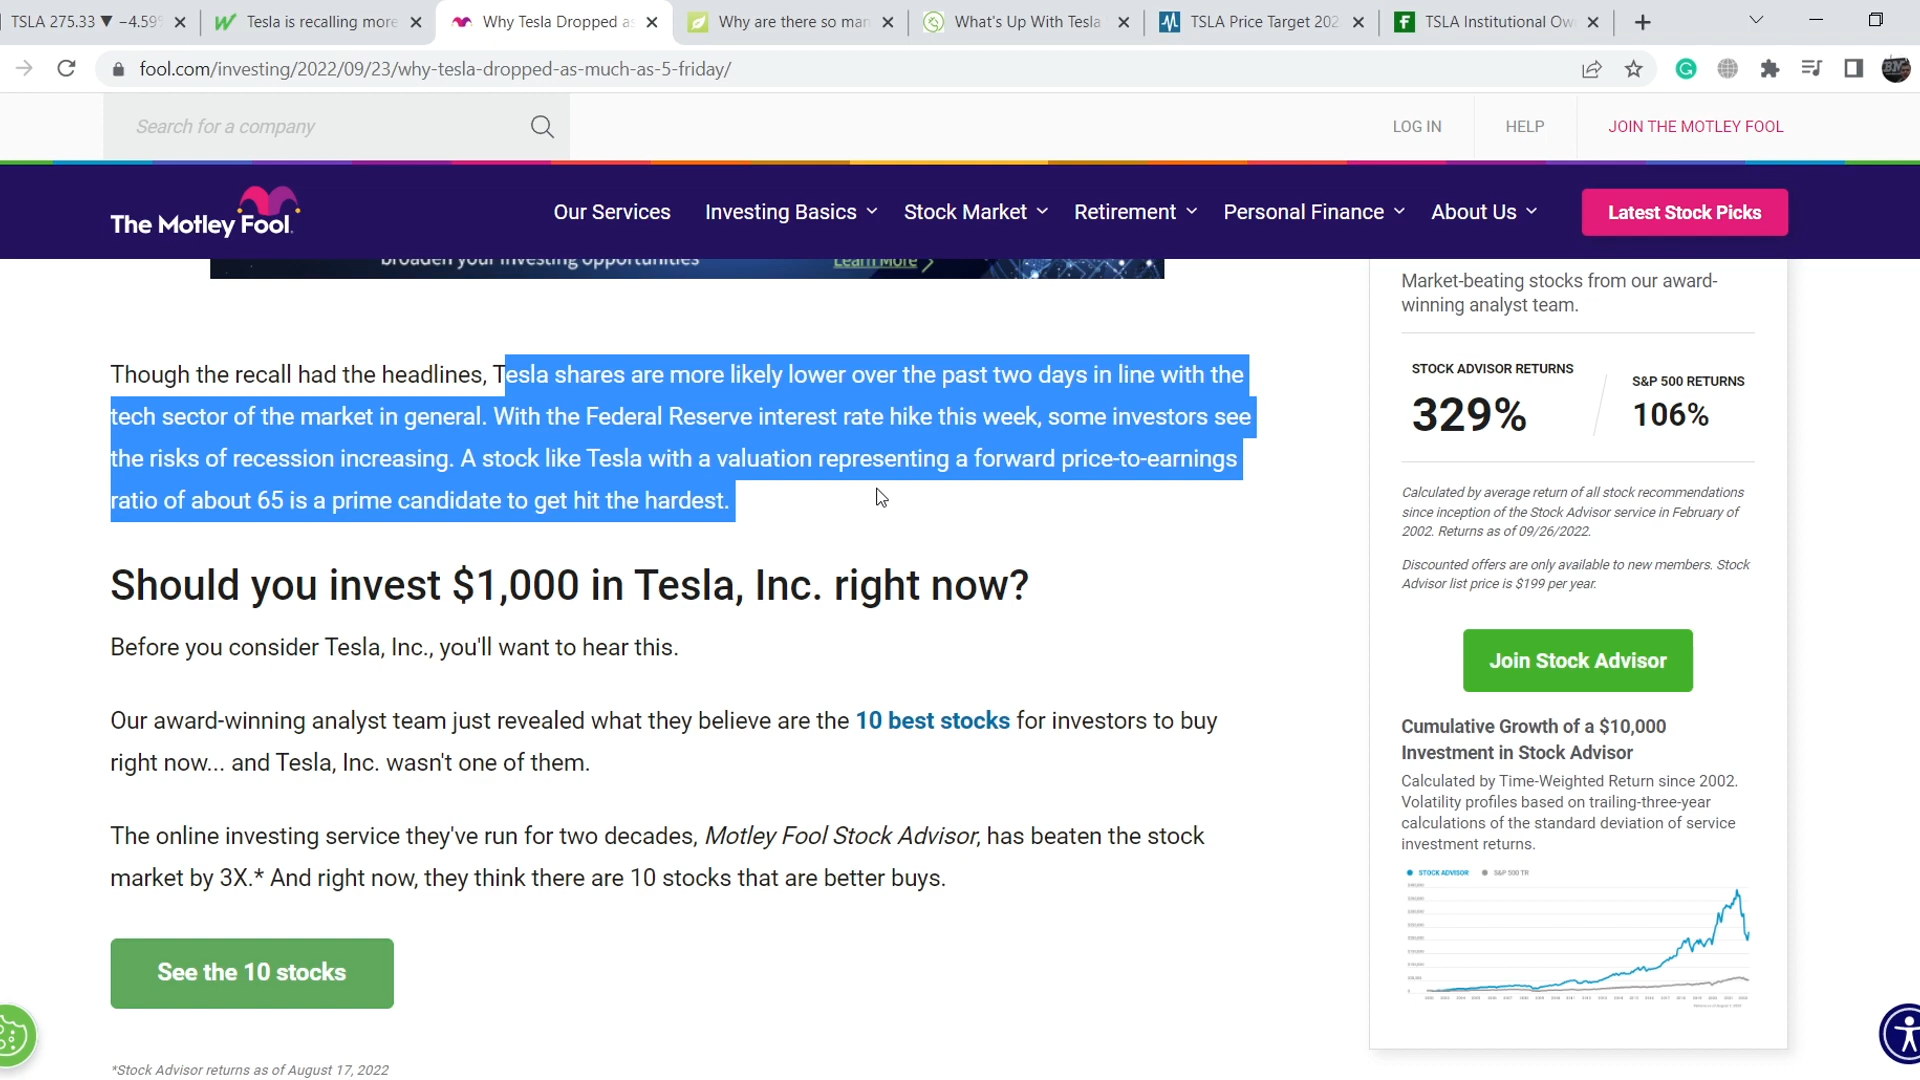 TSLA 275.33 ▼ −4.59%
Tesla is recalling more
Why Tesla Dropped as
Why are there so man
What's Up With Tesla
TSLA Price Target 202
TSLA Institutional Ow
fool.com/investing/2022/09/23/why-tesla-dropped-as-much-as-5-friday/
Search for a company
LOG IN
HELP
JOIN THE MOTLEY FOOL
The Motley Fool.
Our Services
Investing Basics
Stock Market
Retirement
Personal Finance
About Us
Latest Stock Picks
broaden your investing opportunities
Learn More
Though the recall had the headlines, Tesla shares are more likely lower over the past two days in line with the
tech sector of the market in general. With the Federal Reserve interest rate hike this week, some investors see
the risks of recession increasing. A stock like Tesla with a valuation representing a forward price-to-earnings
ratio of about 65 is a prime candidate to get hit the hardest.
Should you invest $1,000 in Tesla, Inc. right now?
Before you consider Tesla, Inc., you'll want to hear this.
Our award-winning analyst team just revealed what they believe are the 10 best stocks for investors to buy
right now... and Tesla, Inc. wasn't one of them.
The online investing service they've run for two decades, Motley Fool Stock Advisor, has beaten the stock
market by 3X.* And right now, they think there are 10 stocks that are better buys.
See the 10 stocks
*Stock Advisor returns as of August 17, 2022
Market-beating stocks from our award-
winning analyst team.
STOCK ADVISOR RETURNS
329%
S&P 500 RETURNS
106%
Calculated by average return of all stock recommendations
since inception of the Stock Advisor service in February of
2002. Returns as of 09/26/2022.
Discounted offers are only available to new members. Stock
Advisor list price is $199 per year.
Join Stock Advisor
Cumulative Growth of a $10,000
Investment in Stock Advisor
Calculated by Time-Weighted Return since 2002.
Volatility profiles based on trailing-three-year
calculations of the standard deviation of service
investment returns.
STOCK ADVISOR
S&P 500 TR